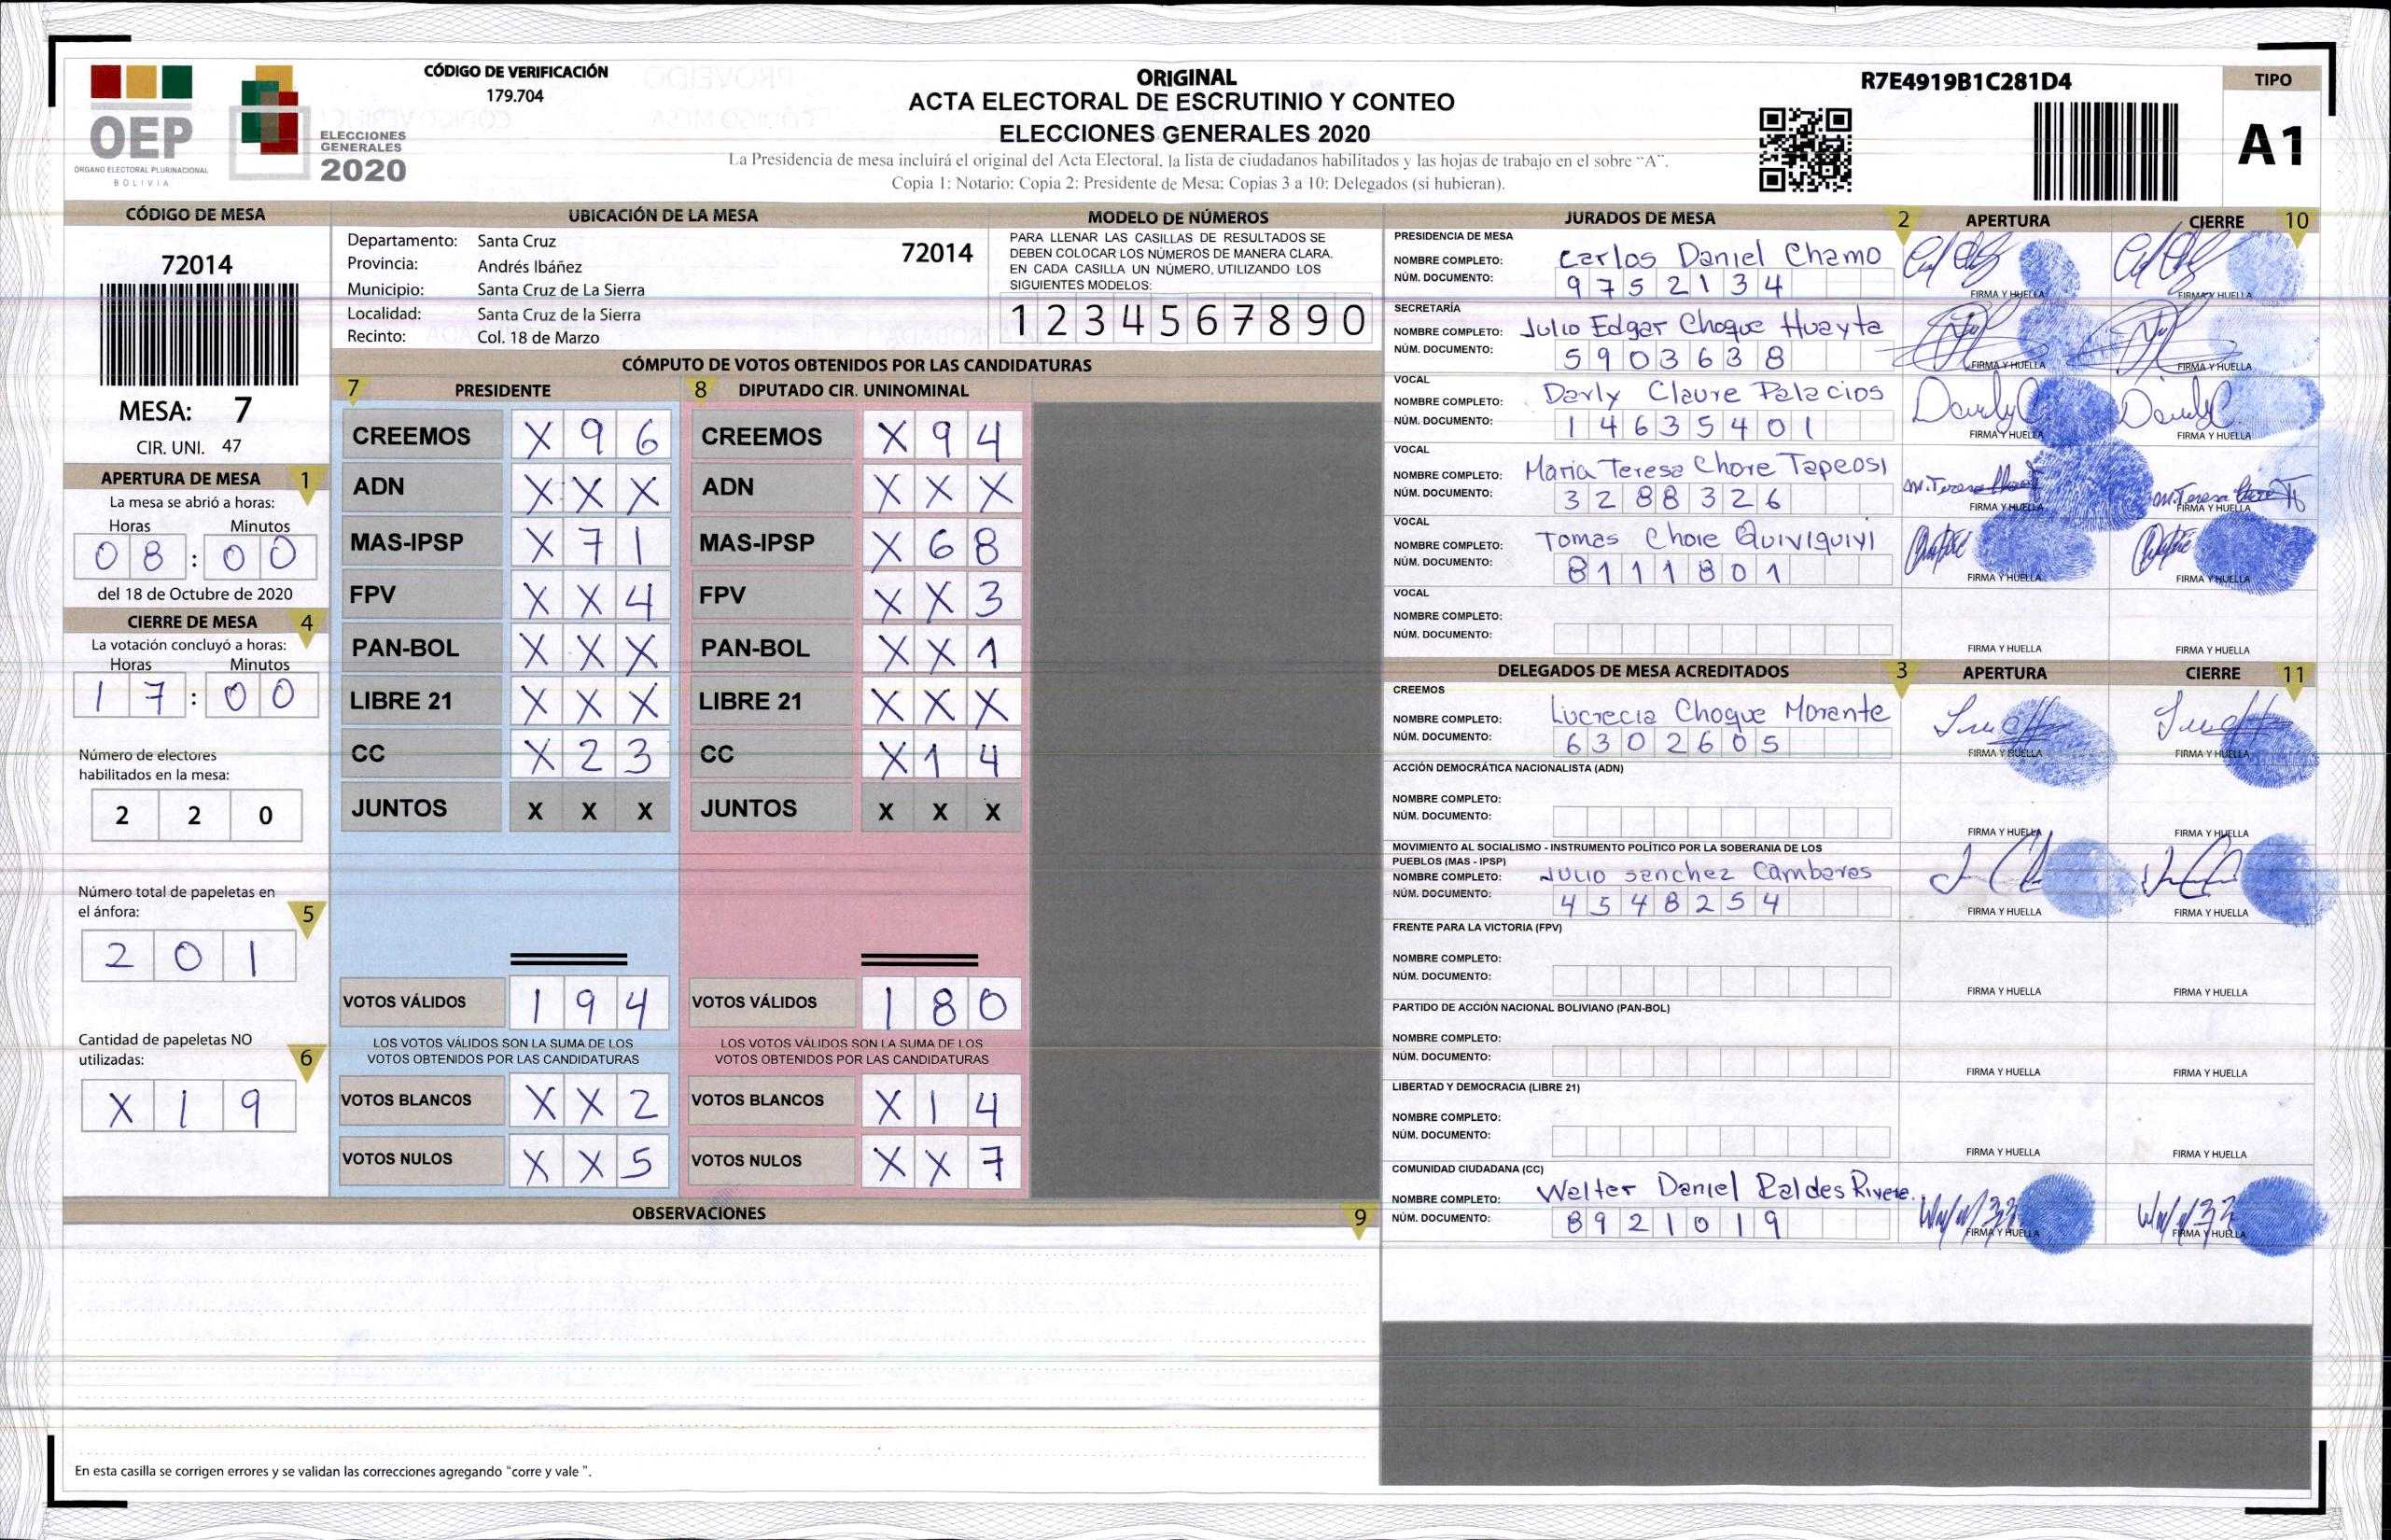 OEP
ÓRGANO ELECTORAL PLURINACIONAL
BOLIVIA
ELECCIONES
GENERALES
2020
CÓDIGO DE VERIFICACIÓN
179.704
ORIGINAL
ACTA ELECTORAL DE ESCRUTINIO Y CONTEO
ELECCIONES GENERALES 2020
La Presidencia de mesa incluirá el original del Acta Electoral, la lista de ciudadanos habilitados y las hojas de trabajo en el sobre "A".
Copia 1: Notario: Copia 2: Presidente de Mesa: Copias 3 a 10: Delegados (si hubieran).
R7E4919B1C281D4
TIPO
A1
CÓDIGO DE MESA
72014
MESA: 7
CIR. UNI. 47
APERTURA DE MESA 1
La mesa se abrió a horas:
Horas Minutos
08:00
del 18 de Octubre de 2020
CIERRE DE MESA 4
La votación concluyó a horas:
Horas Minutos
17:00
Número de electores
habilitados en la mesa:
2 2 0
Número total de papeletas en
el ánfora:
5
2 0 1
Cantidad de papeletas NO
utilizadas:
6
X 1 9
UBICACIÓN DE LA MESA
Departamento: Santa Cruz
72014
Provincia: Andrés Ibáñez
Municipio: Santa Cruz de La Sierra
Localidad: Santa Cruz de la Sierra
Recinto: Col. 18 de Marzo
MODELO DE NÚMEROS
PARA LLENAR LAS CASILLAS DE RESULTADOS SE
DEBEN COLOCAR LOS NÚMEROS DE MANERA CLARA.
EN CADA CASILLA UN NÚMERO, UTILIZANDO LOS
SIGUIENTES MODELOS:
1 2 3 4 5 6 7 8 9 0
CÓMPUTO DE VOTOS OBTENIDOS POR LAS CANDIDATURAS
7 PRESIDENTE
CREEMOS X 9 6
ADN X X X
MAS-IPSP X 7 1
FPV X X 4
PAN-BOL X X X
LIBRE 21 X X X
CC X 2 3
JUNTOS X X X
VOTOS VÁLIDOS 1 9 4
LOS VOTOS VÁLIDOS SON LA SUMA DE LOS
VOTOS OBTENIDOS POR LAS CANDIDATURAS
VOTOS BLANCOS X X 2
VOTOS NULOS X X 5
8 DIPUTADO CIR. UNINOMINAL
CREEMOS X 9 4
ADN X X X
MAS-IPSP X 6 8
FPV X X 3
PAN-BOL X X 1
LIBRE 21 X X X
CC X 1 4
JUNTOS X X X
VOTOS VÁLIDOS 1 8 0
LOS VOTOS VÁLIDOS SON LA SUMA DE LOS
VOTOS OBTENIDOS POR LAS CANDIDATURAS
VOTOS BLANCOS X 1 4
VOTOS NULOS X X 7
OBSERVACIONES 9
En esta casilla se corrigen errores y se validan las correcciones agregando "corre y vale ".
JURADOS DE MESA 2 APERTURA CIERRE 10
PRESIDENCIA DE MESA
NOMBRE COMPLETO: Carlos Daniel Chamo
NÚM. DOCUMENTO: 9752134
FIRMA Y HUELLA FIRMA Y HUELLA
SECRETARÍA
NOMBRE COMPLETO: Julio Edgar Choque Huayta
NÚM. DOCUMENTO: 5903638
FIRMA Y HUELLA FIRMA Y HUELLA
VOCAL
NOMBRE COMPLETO: Darly Claure Palacios
NÚM. DOCUMENTO: 14635401
FIRMA Y HUELLA FIRMA Y HUELLA
VOCAL
NOMBRE COMPLETO: Maria Teresa Chore Tapeosi
NÚM. DOCUMENTO: 3288326
M. Teresa M. Teresa
FIRMA Y HUELLA FIRMA Y HUELLA
VOCAL
NOMBRE COMPLETO: Tomas Chore Quiviquivi
NÚM. DOCUMENTO: 8111801
FIRMA Y HUELLA FIRMA Y HUELLA
VOCAL
NOMBRE COMPLETO:
NÚM. DOCUMENTO:
FIRMA Y HUELLA FIRMA Y HUELLA
DELEGADOS DE MESA ACREDITADOS 3 APERTURA CIERRE 11
CREEMOS
NOMBRE COMPLETO: Lucrecia Choque Morante
NÚM. DOCUMENTO: 6302605
FIRMA Y HUELLA FIRMA Y HUELLA
ACCIÓN DEMOCRÁTICA NACIONALISTA (ADN)
NOMBRE COMPLETO:
NÚM. DOCUMENTO:
FIRMA Y HUELLA FIRMA Y HUELLA
MOVIMIENTO AL SOCIALISMO - INSTRUMENTO POLÍTICO POR LA SOBERANIA DE LOS
PUEBLOS (MAS - IPSP)
NOMBRE COMPLETO: Julio Sanchez Cambares
NÚM. DOCUMENTO: 4548254
FIRMA Y HUELLA FIRMA Y HUELLA
FRENTE PARA LA VICTORIA (FPV)
NOMBRE COMPLETO:
NÚM. DOCUMENTO:
FIRMA Y HUELLA FIRMA Y HUELLA
PARTIDO DE ACCIÓN NACIONAL BOLIVIANO (PAN-BOL)
NOMBRE COMPLETO:
NÚM. DOCUMENTO:
FIRMA Y HUELLA FIRMA Y HUELLA
LIBERTAD Y DEMOCRACIA (LIBRE 21)
NOMBRE COMPLETO:
NÚM. DOCUMENTO:
FIRMA Y HUELLA FIRMA Y HUELLA
COMUNIDAD CIUDADANA (CC)
NOMBRE COMPLETO: Walter Daniel Raldes Rivera.
NÚM. DOCUMENTO: 8921019
FIRMA Y HUELLA FIRMA Y HUELLA